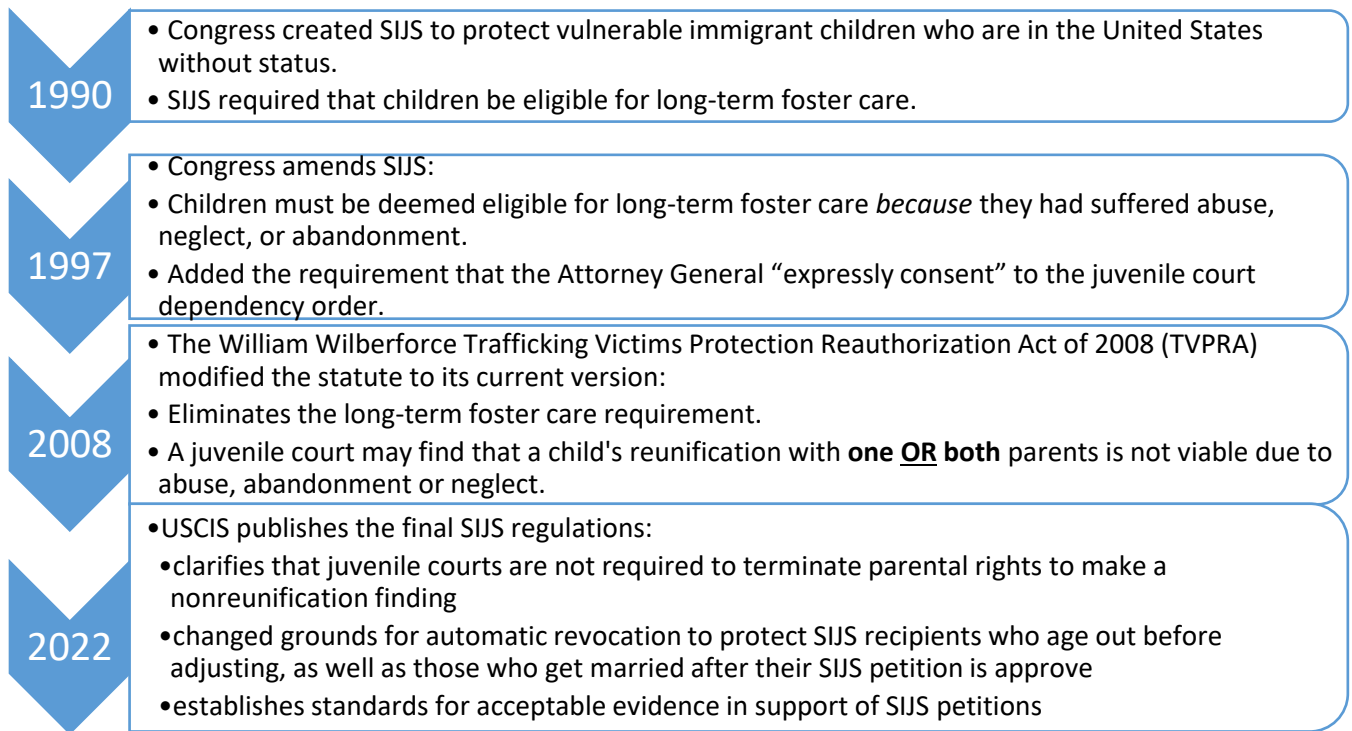 1990
• Congress created SIJS to protect vulnerable immigrant children who are in the United States
without status.
• SIJS required that children be eligible for long-term foster care.
1997
• Congress amends SIJS:
• Children must be deemed eligible for long-term foster care because they had suffered abuse,
neglect, or abandonment.
• Added the requirement that the Attorney General “expressly consent” to the juvenile court
dependency order.
2008
• The William Wilberforce Trafficking Victims Protection Reauthorization Act of 2008 (TVPRA)
modified the statute to its current version:
• Eliminates the long-term foster care requirement.
• A juvenile court may find that a child's reunification with one OR both parents is not viable due to
abuse, abandonment or neglect.
2022
•USCIS publishes the final SIJS regulations:
•clarifies that juvenile courts are not required to terminate parental rights to make a
nonreunification finding
•changed grounds for automatic revocation to protect SIJS recipients who age out before
adjusting, as well as those who get married after their SIJS petition is approve
•establishes standards for acceptable evidence in support of SIJS petitions